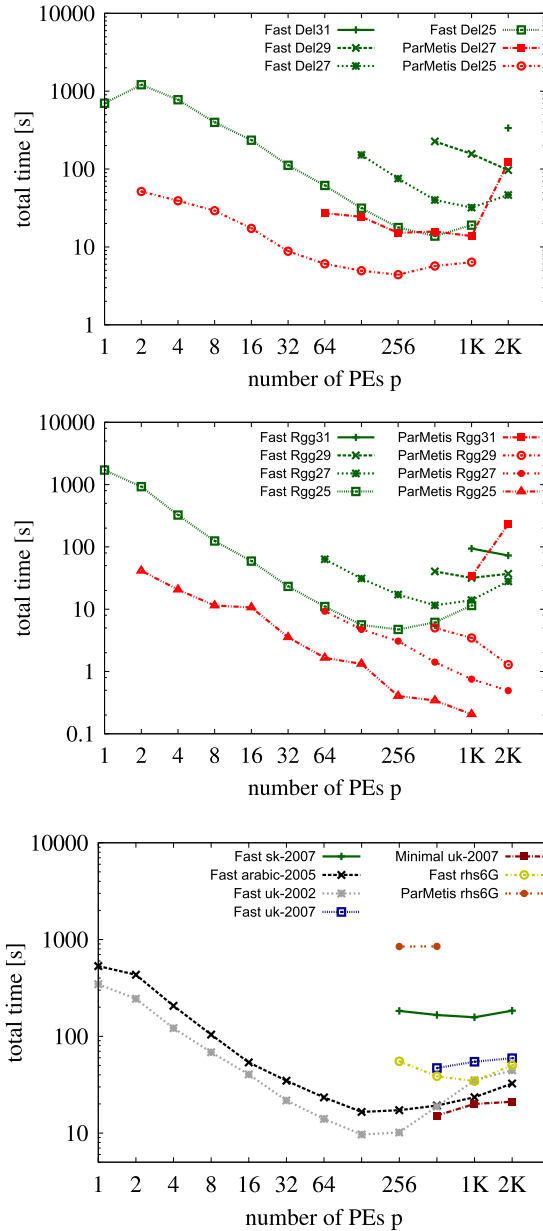 10000
1000
100
10
1
total time [s]
Fast Del31
Fast Del29
Fast Del27
Fast Del25
ParMetis Del27
ParMetis Del25
1 2 4 8 16 32 64 256 1K 2K
number of PEs p
10000
1000
100
10
1
0.1
total time [s]
Fast Rgg31
Fast Rgg29
Fast Rgg27
Fast Rgg25
ParMetis Rgg31
ParMetis Rgg29
ParMetis Rgg27
ParMetis Rgg25
1 2 4 8 16 32 64 256 1K 2K
number of PEs p
10000
1000
100
10
total time [s]
Fast sk-2007
Fast arabic-2005
Fast uk-2002
Fast uk-2007
Minimal uk-2007
Fast rhs6G
ParMetis rhs6G
1 2 4 8 16 32 64 256 1K 2K
number of PEs p